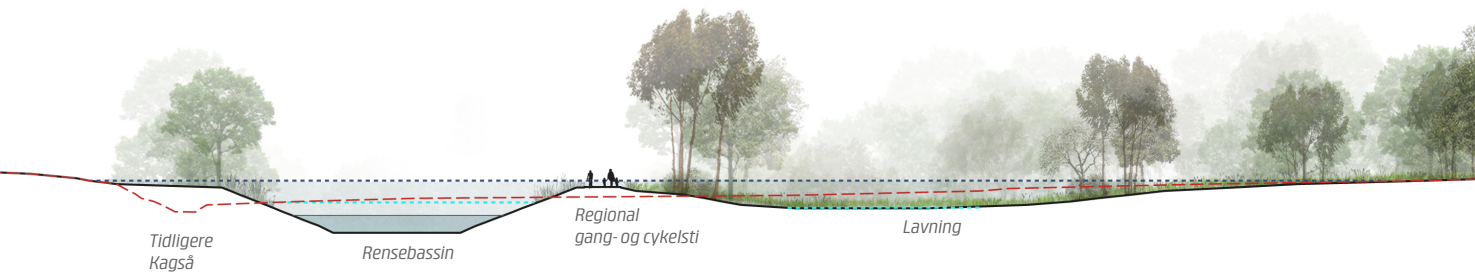 Tidligere
Kagså
Rensebassin
Regional
gang- og cykelsti
Lavning